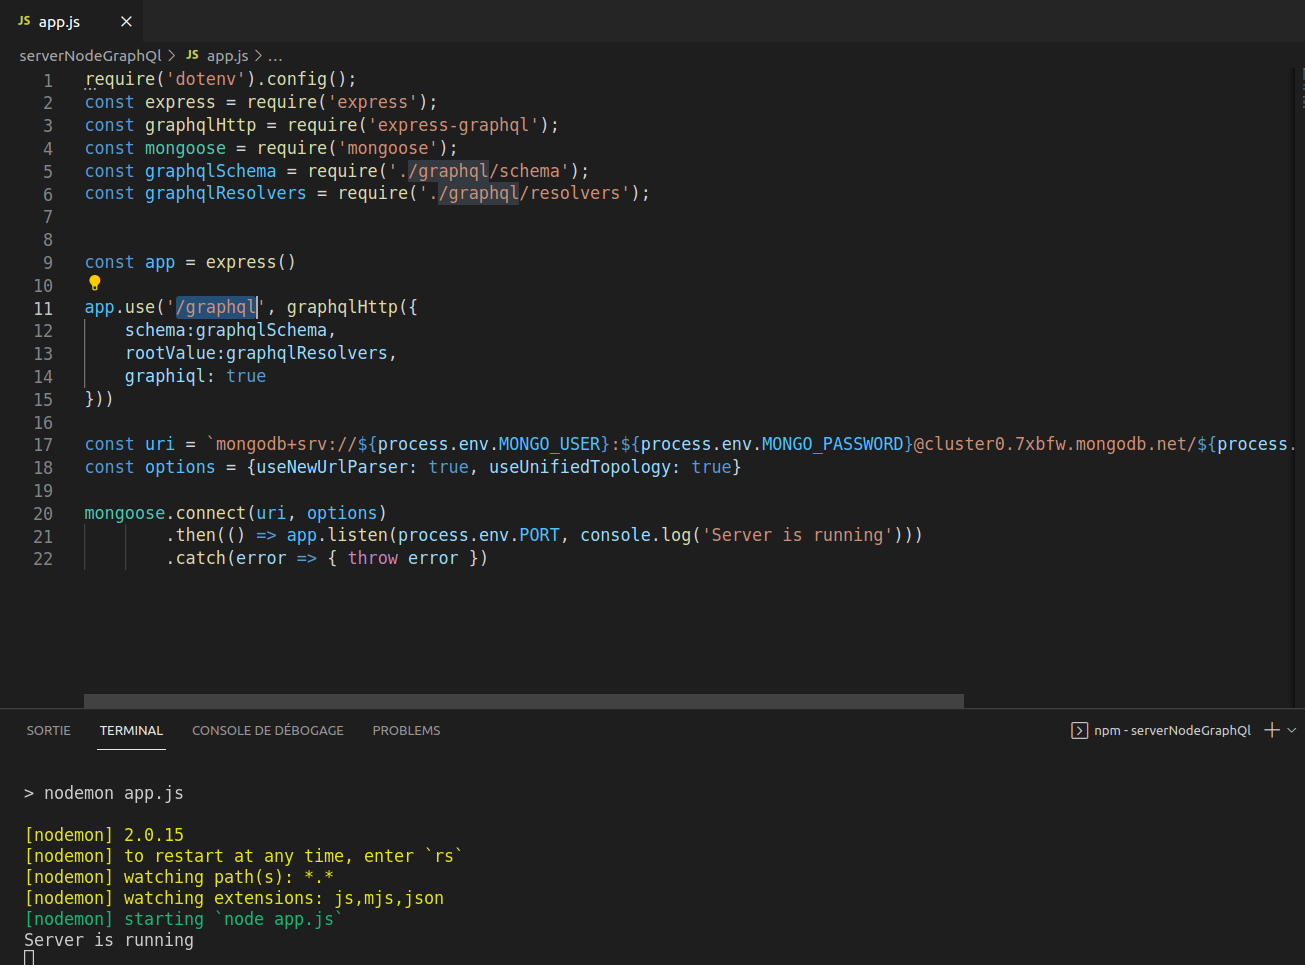 JS app.js ×
serverNodeGraphQl > JS app.js > ...
1 require('dotenv').config();
2 const express = require('express');
3 const graphqlHttp = require('express-graphql');
4 const mongoose = require('mongoose');
5 const graphqlSchema = require('./graphql/schema');
6 const graphqlResolvers = require('./graphql/resolvers');
7
8
9 const app = express()
10
11 app.use('/graphql', graphqlHttp({
12 schema:graphqlSchema,
13 rootValue:graphqlResolvers,
14 graphiql: true
15 }))
16
17 const uri = `mongodb+srv://${process.env.MONGO_USER}:${process.env.MONGO_PASSWORD}@cluster0.7xbfw.mongodb.net/${process.
18 const options = {useNewUrlParser: true, useUnifiedTopology: true}
19
20 mongoose.connect(uri, options)
21 .then(() => app.listen(process.env.PORT, console.log('Server is running')))
22 .catch(error => { throw error })
SORTIE TERMINAL CONSOLE DE DÉBOGAGE PROBLEMS npm - serverNodeGraphQl
> nodemon app.js
[nodemon] 2.0.15
[nodemon] to restart at any time, enter `rs`
[nodemon] watching path(s): *.*
[nodemon] watching extensions: js,mjs,json
[nodemon] starting `node app.js`
Server is running